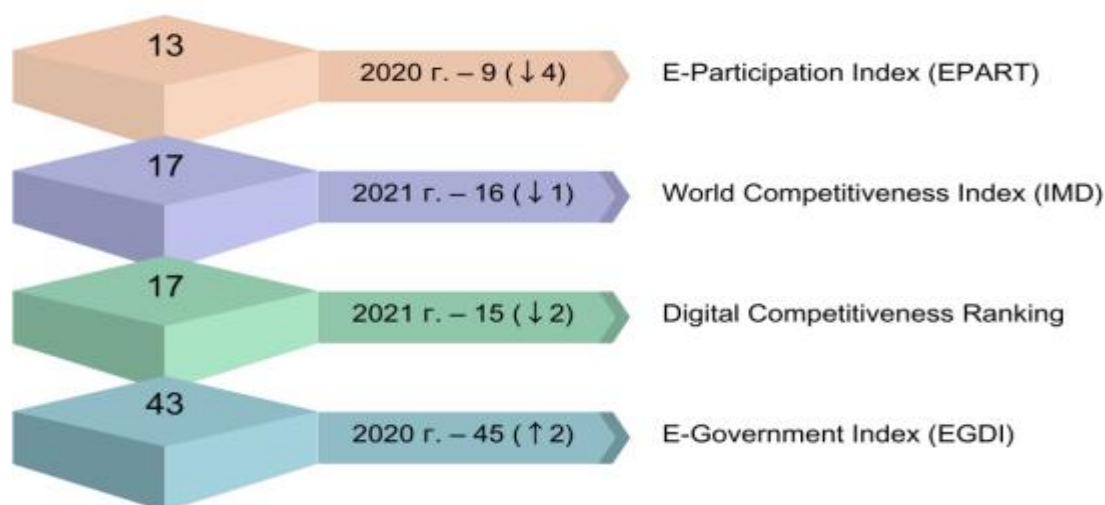 13
2020 г. – 9 (↓4)
E-Participation Index (EPART)
17
2021 г. – 16 (↓1)
World Competitiveness Index (IMD)
17
2021 г. – 15 (↓2)
Digital Competitiveness Ranking
43
2020 г. – 45 (↑2)
E-Government Index (EGDI)